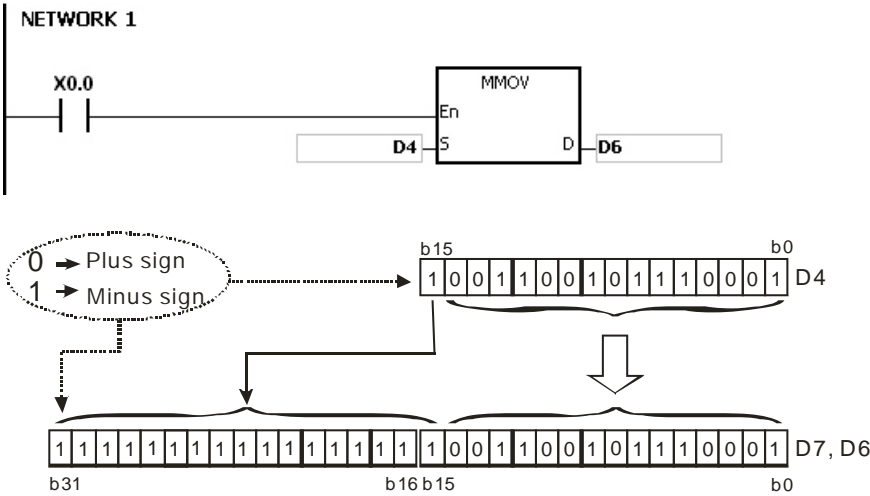 NETWORK 1
X0.0
MMOV
En
D4 S D D6
0 → Plus sign
1 → Minus sign
b15 b0
1 0 0 1 1 0 0 1 0 1 1 1 0 0 0 1 D4
1 1 1 1 1 1 1 1 1 1 1 1 1 1 1 1 1 0 0 1 1 0 0 1 0 1 1 1 0 0 0 1 D7, D6
b31 b16 b15 b0